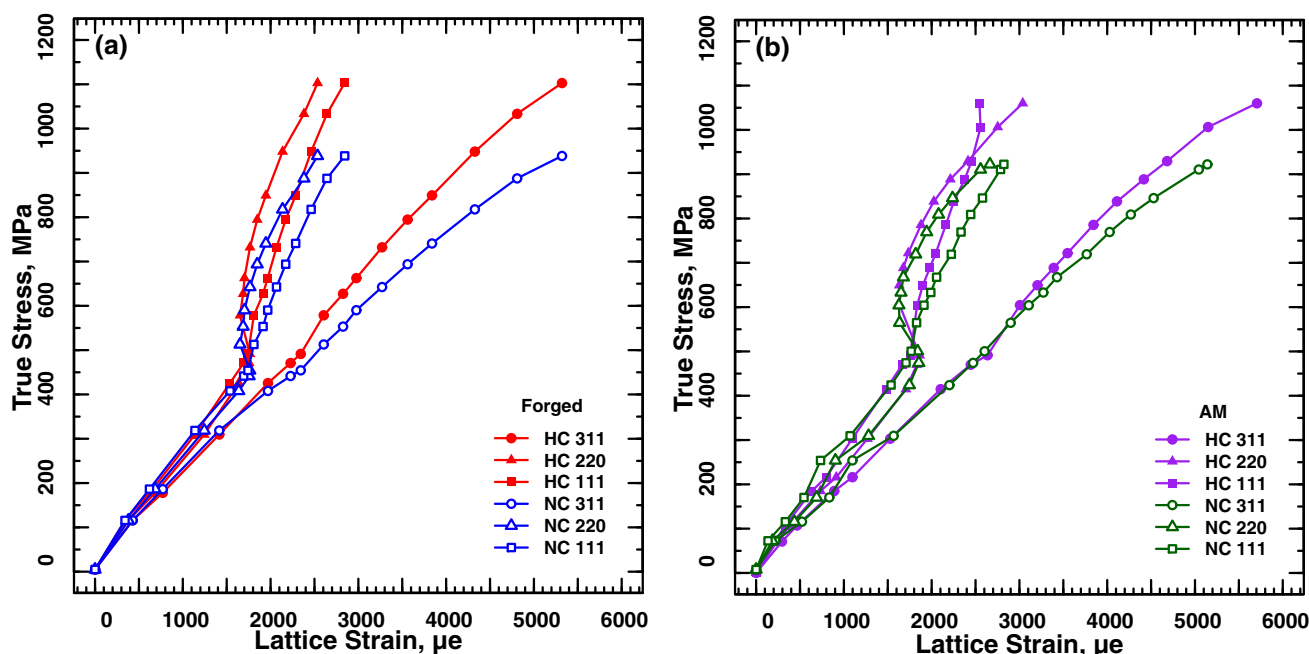 (a)
True Stress, MPa
1200
1000
800
600
400
200
0
0 1000 2000 3000 4000 5000 6000
Lattice Strain, µe
Forged
HC 311
HC 220
HC 111
NC 311
NC 220
NC 111
(b)
True Stress, MPa
1200
1000
800
600
400
200
0
0 1000 2000 3000 4000 5000 6000
Lattice Strain, µe
AM
HC 311
HC 220
HC 111
NC 311
NC 220
NC 111